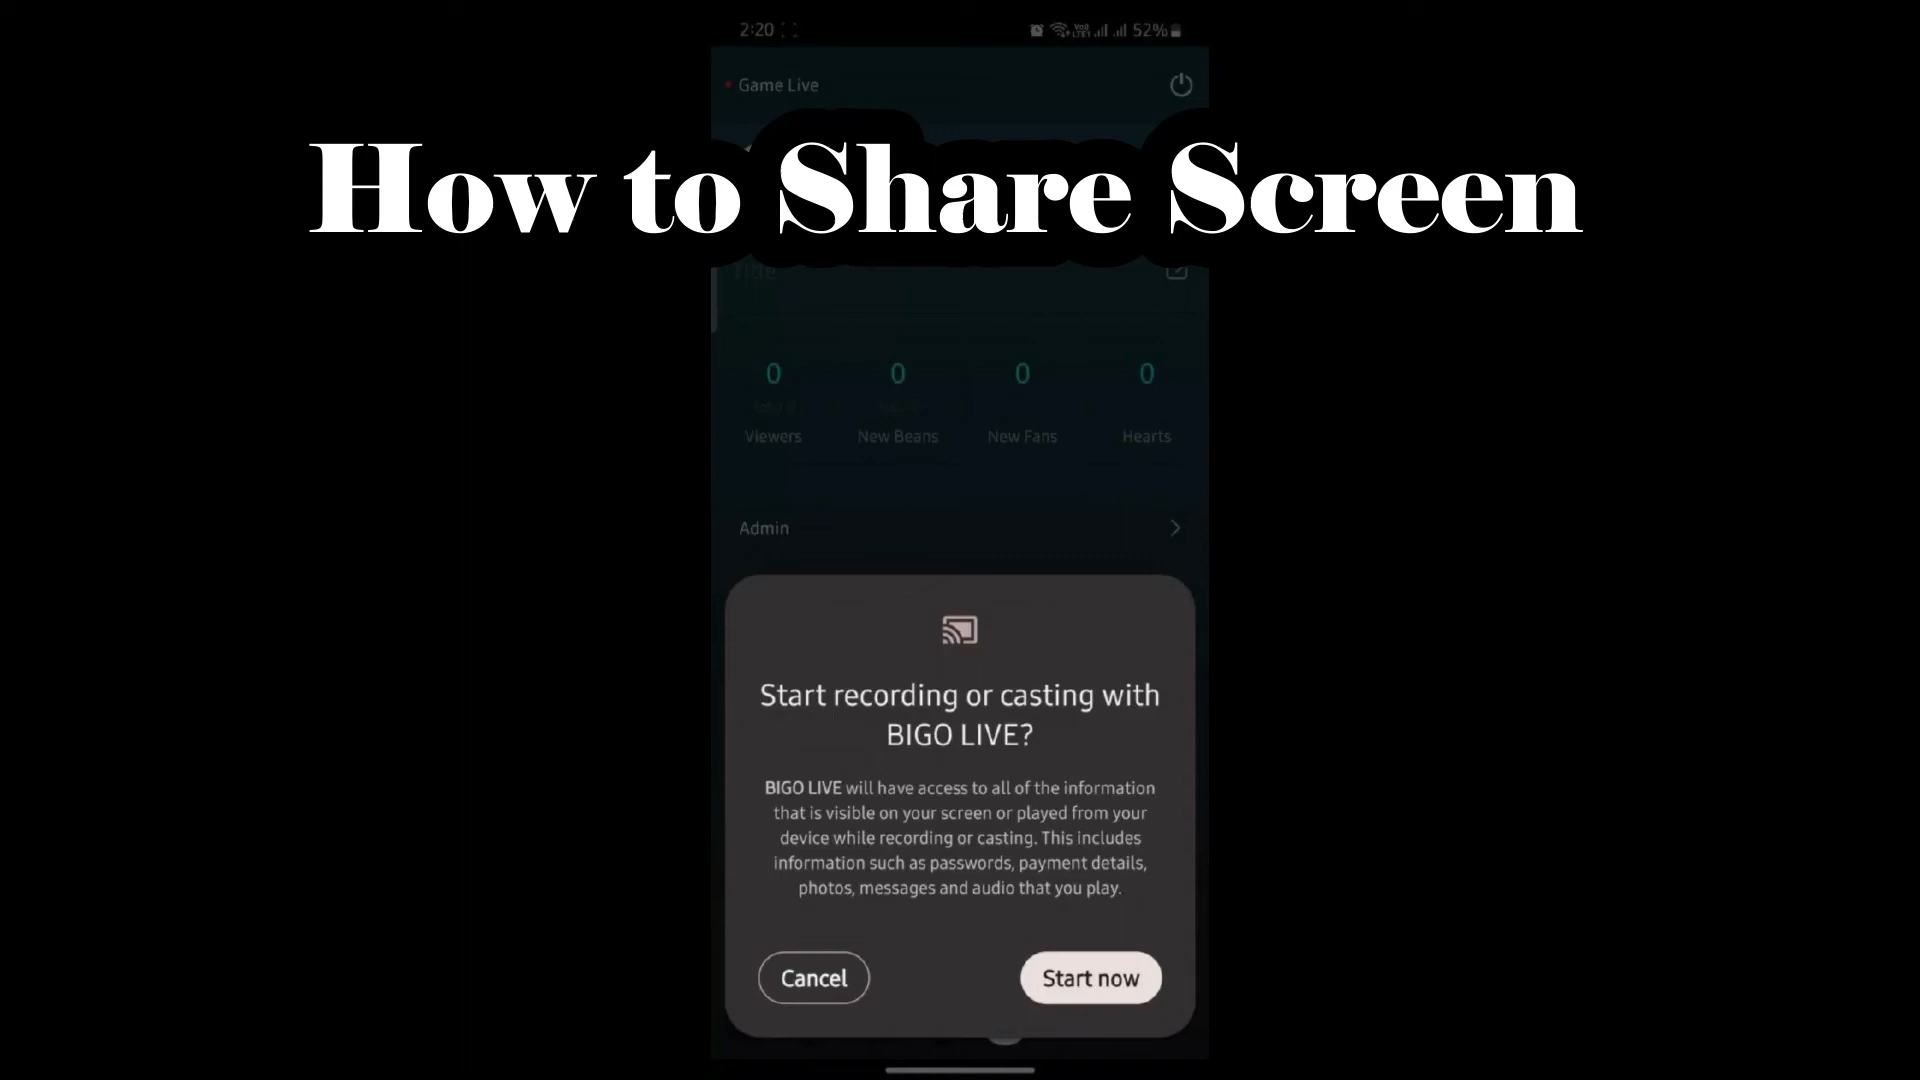 2:20
52%
Game Live
How to Share Screen
Title
0 0 0 0
Viewers New Beans New Fans Hearts
Admin
Start recording or casting with
BIGO LIVE?
BIGO LIVE will have access to all of the information
that is visible on your screen or played from your
device while recording or casting. This includes
information such as passwords, payment details,
photos, messages and audio that you play.
Cancel Start now